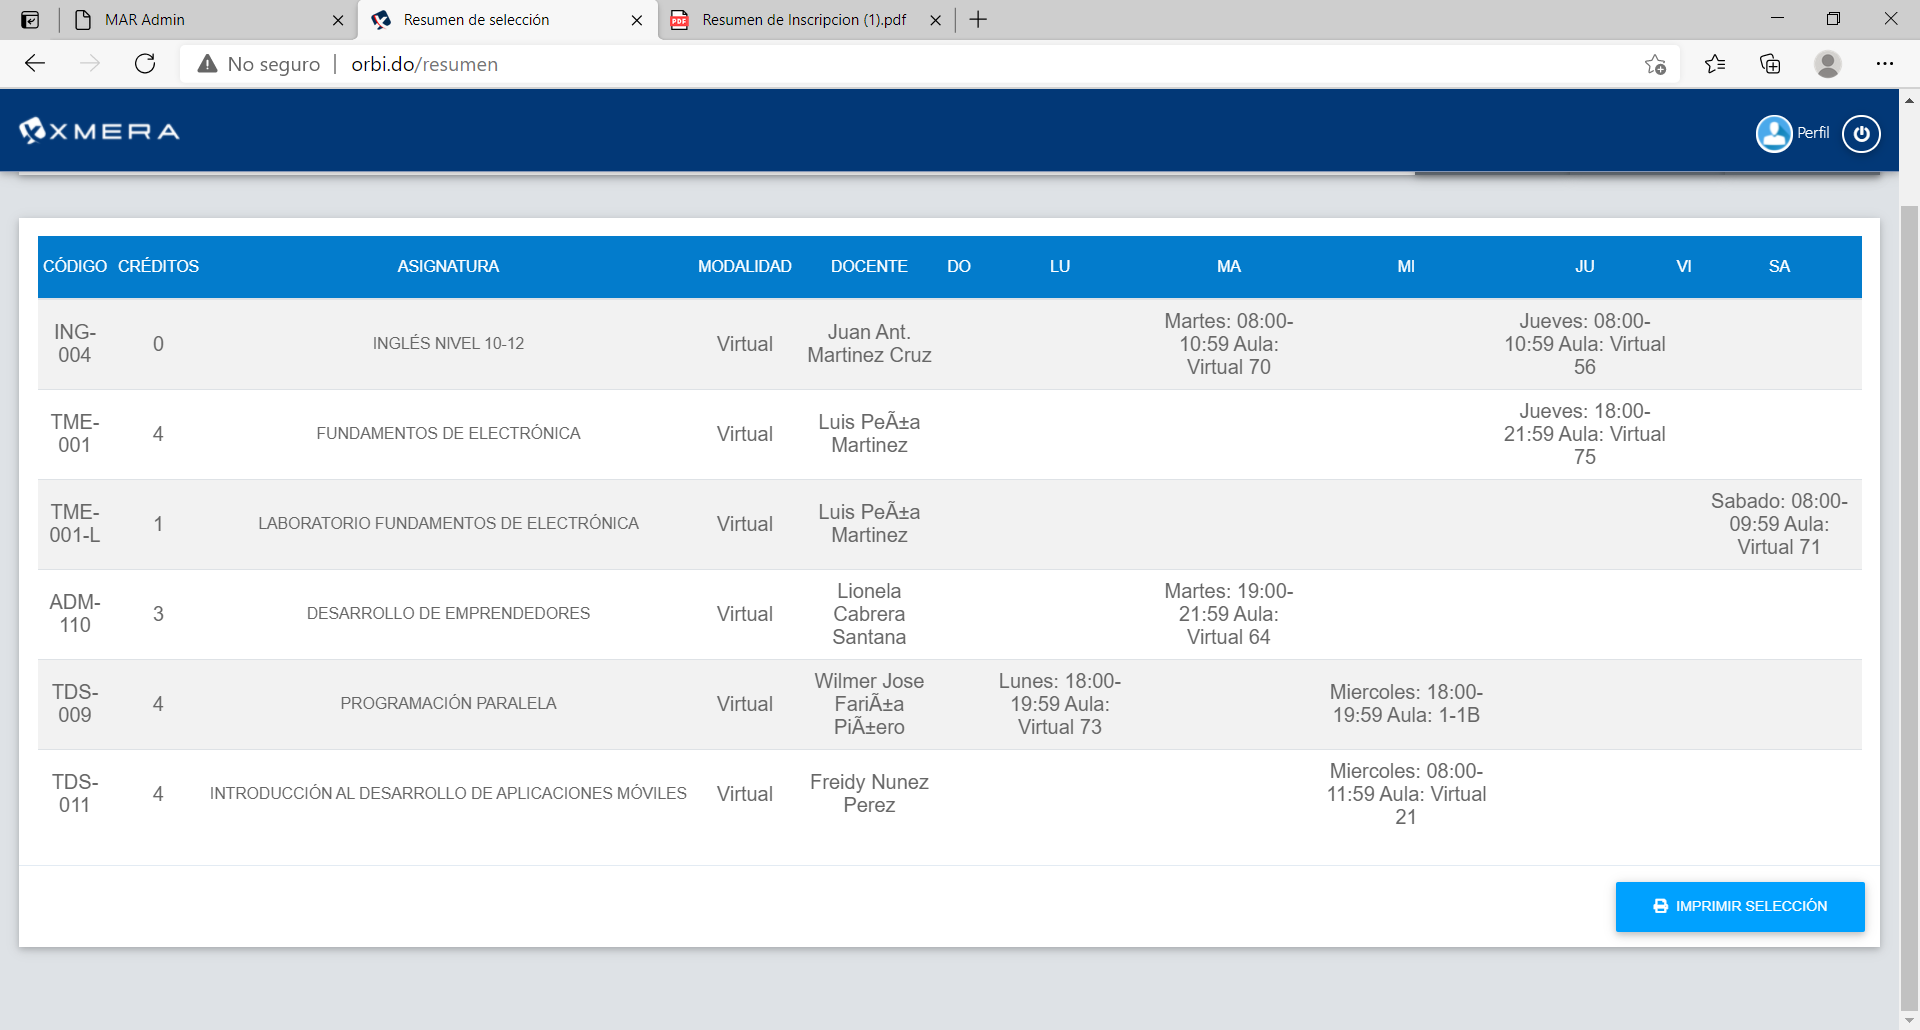 MAR Admin
Resumen de selección
Resumen de Inscripcion (1).pdf
No seguro | orbi.do/resumen
XMERA
Perfil
CÓDIGO CRÉDITOS ASIGNATURA MODALIDAD DOCENTE DO LU MA MI JU VI SA
ING-
004
0
INGLÉS NIVEL 10-12
Virtual
Juan Ant.
Martinez Cruz
Martes: 08:00-
10:59 Aula:
Virtual 70
Jueves: 08:00-
10:59 Aula: Virtual
56
TME-
001
4
FUNDAMENTOS DE ELECTRÓNICA
Virtual
Luis PeÃ±a
Martinez
Jueves: 18:00-
21:59 Aula: Virtual
75
TME-
001-L
1
LABORATORIO FUNDAMENTOS DE ELECTRÓNICA
Virtual
Luis PeÃ±a
Martinez
Sabado: 08:00-
09:59 Aula:
Virtual 71
ADM-
110
3
DESARROLLO DE EMPRENDEDORES
Virtual
Lionela
Cabrera
Santana
Martes: 19:00-
21:59 Aula:
Virtual 64
TDS-
009
4
PROGRAMACIÓN PARALELA
Virtual
Wilmer Jose
FariÃ±a
PiÃ±ero
Lunes: 18:00-
19:59 Aula:
Virtual 73
Miercoles: 18:00-
19:59 Aula: 1-1B
TDS-
011
4
INTRODUCCIÓN AL DESARROLLO DE APLICACIONES MÓVILES
Virtual
Freidy Nunez
Perez
Miercoles: 08:00-
11:59 Aula: Virtual
21
IMPRIMIR SELECCIÓN